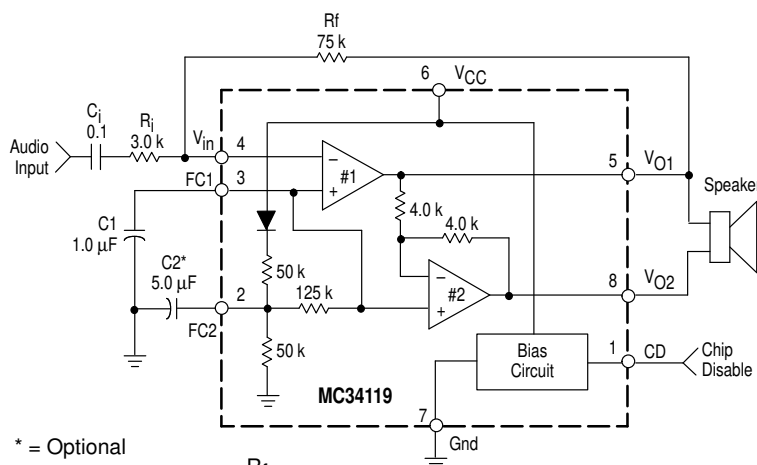 Rf
75 k
6 VCC
Ci
0.1
Ri
3.0 k
Vin
4
Audio
Input
−
#1
+
5 VO1
Speaker
FC1
3
4.0 k
4.0 k
C1
1.0 µF
C2*
5.0 µF
50 k
−
#2
+
8
VO2
2
125 k
FC2
50 k
Bias
Circuit
1 CD
Chip
Disable
MC34119
7
Gnd
* = Optional